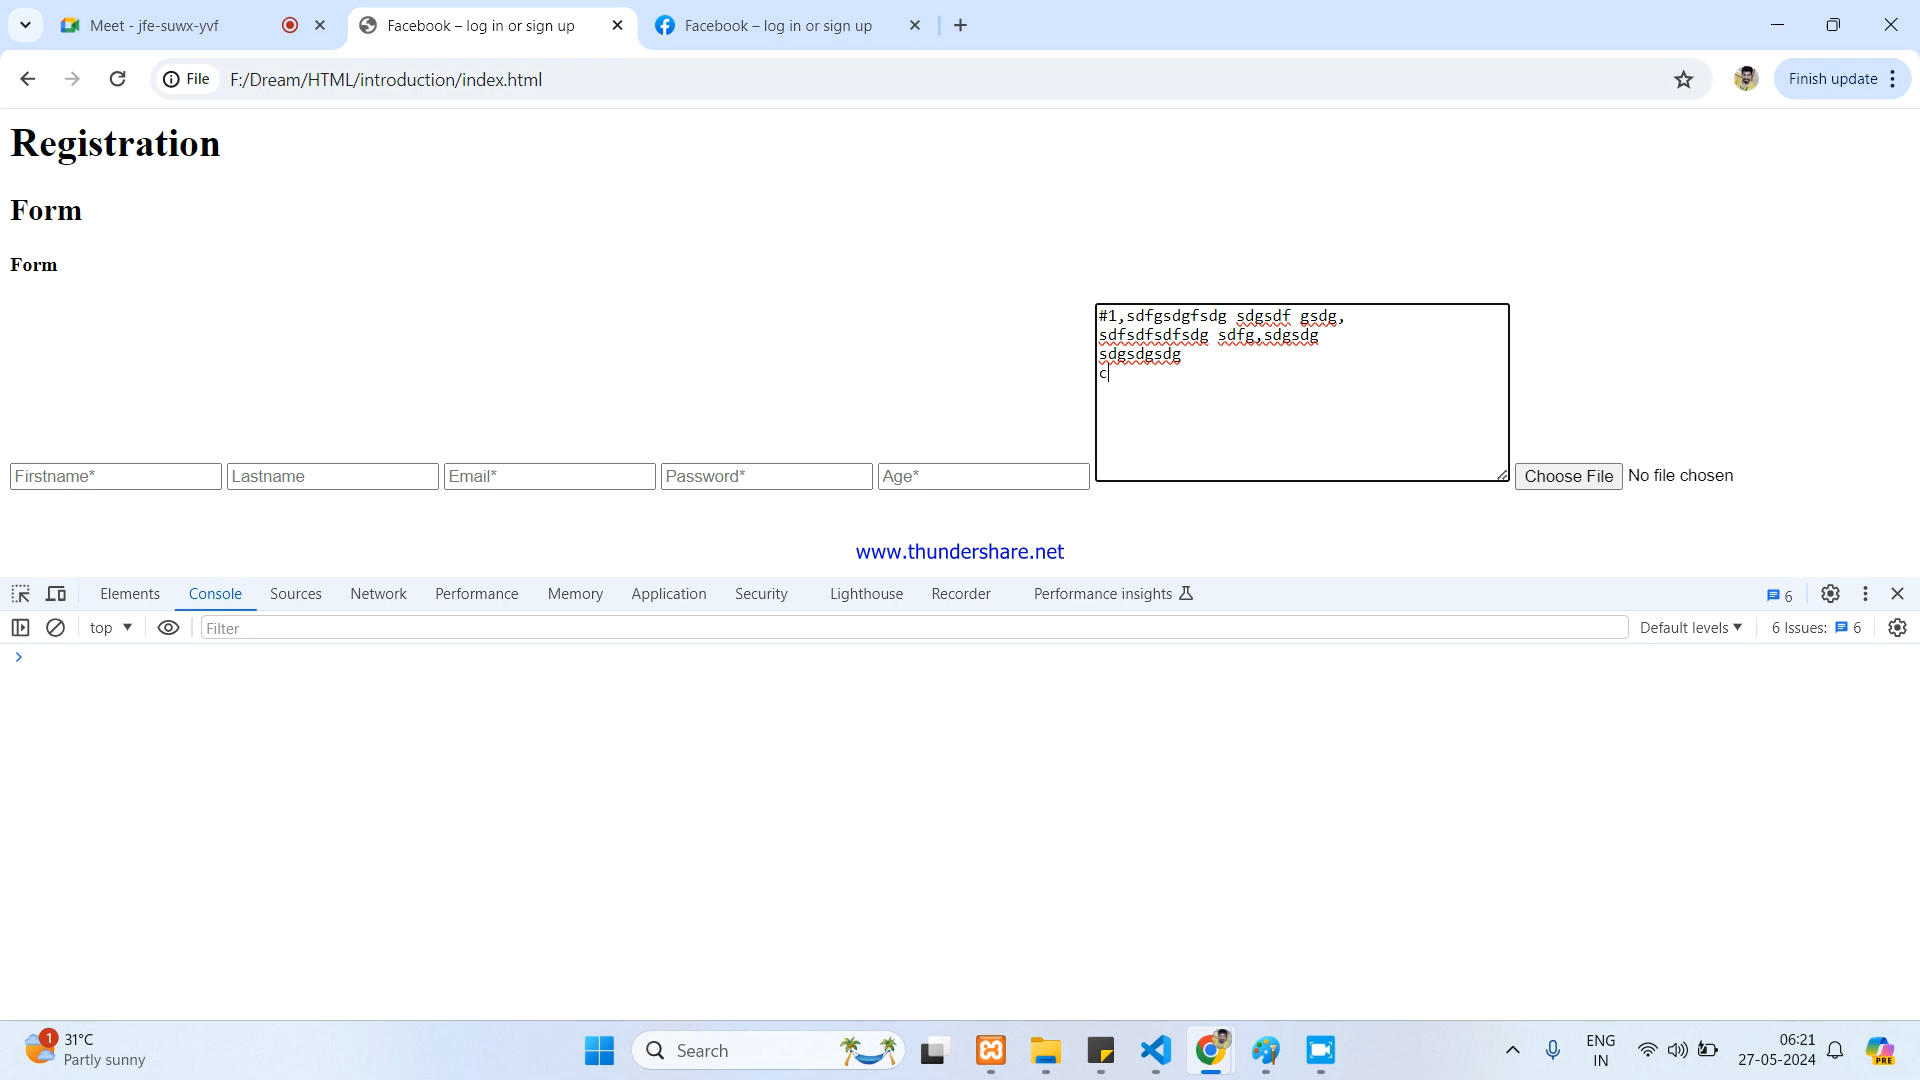 Meet - jfe-suwx-yvf
Facebook – log in or sign up
Facebook – log in or sign up
File
F:/Dream/HTML/introduction/index.html
Finish update
Registration
Form
Form
#1,sdfgsdgfsdg sdgsdf gsdg,
sdfsdfsdfsdg sdfg,sdgsdg
sdgsdgsdg
c
Firstname* Lastname Email* Password* Age* Choose File No file chosen
www.thundershare.net
Elements Console Sources Network Performance Memory Application Security Lighthouse Recorder Performance insights 6
top Filter Default levels 6 Issues: 6
1
31°C
Partly sunny
Search
ENG
IN
06:21
27-05-2024
PRE